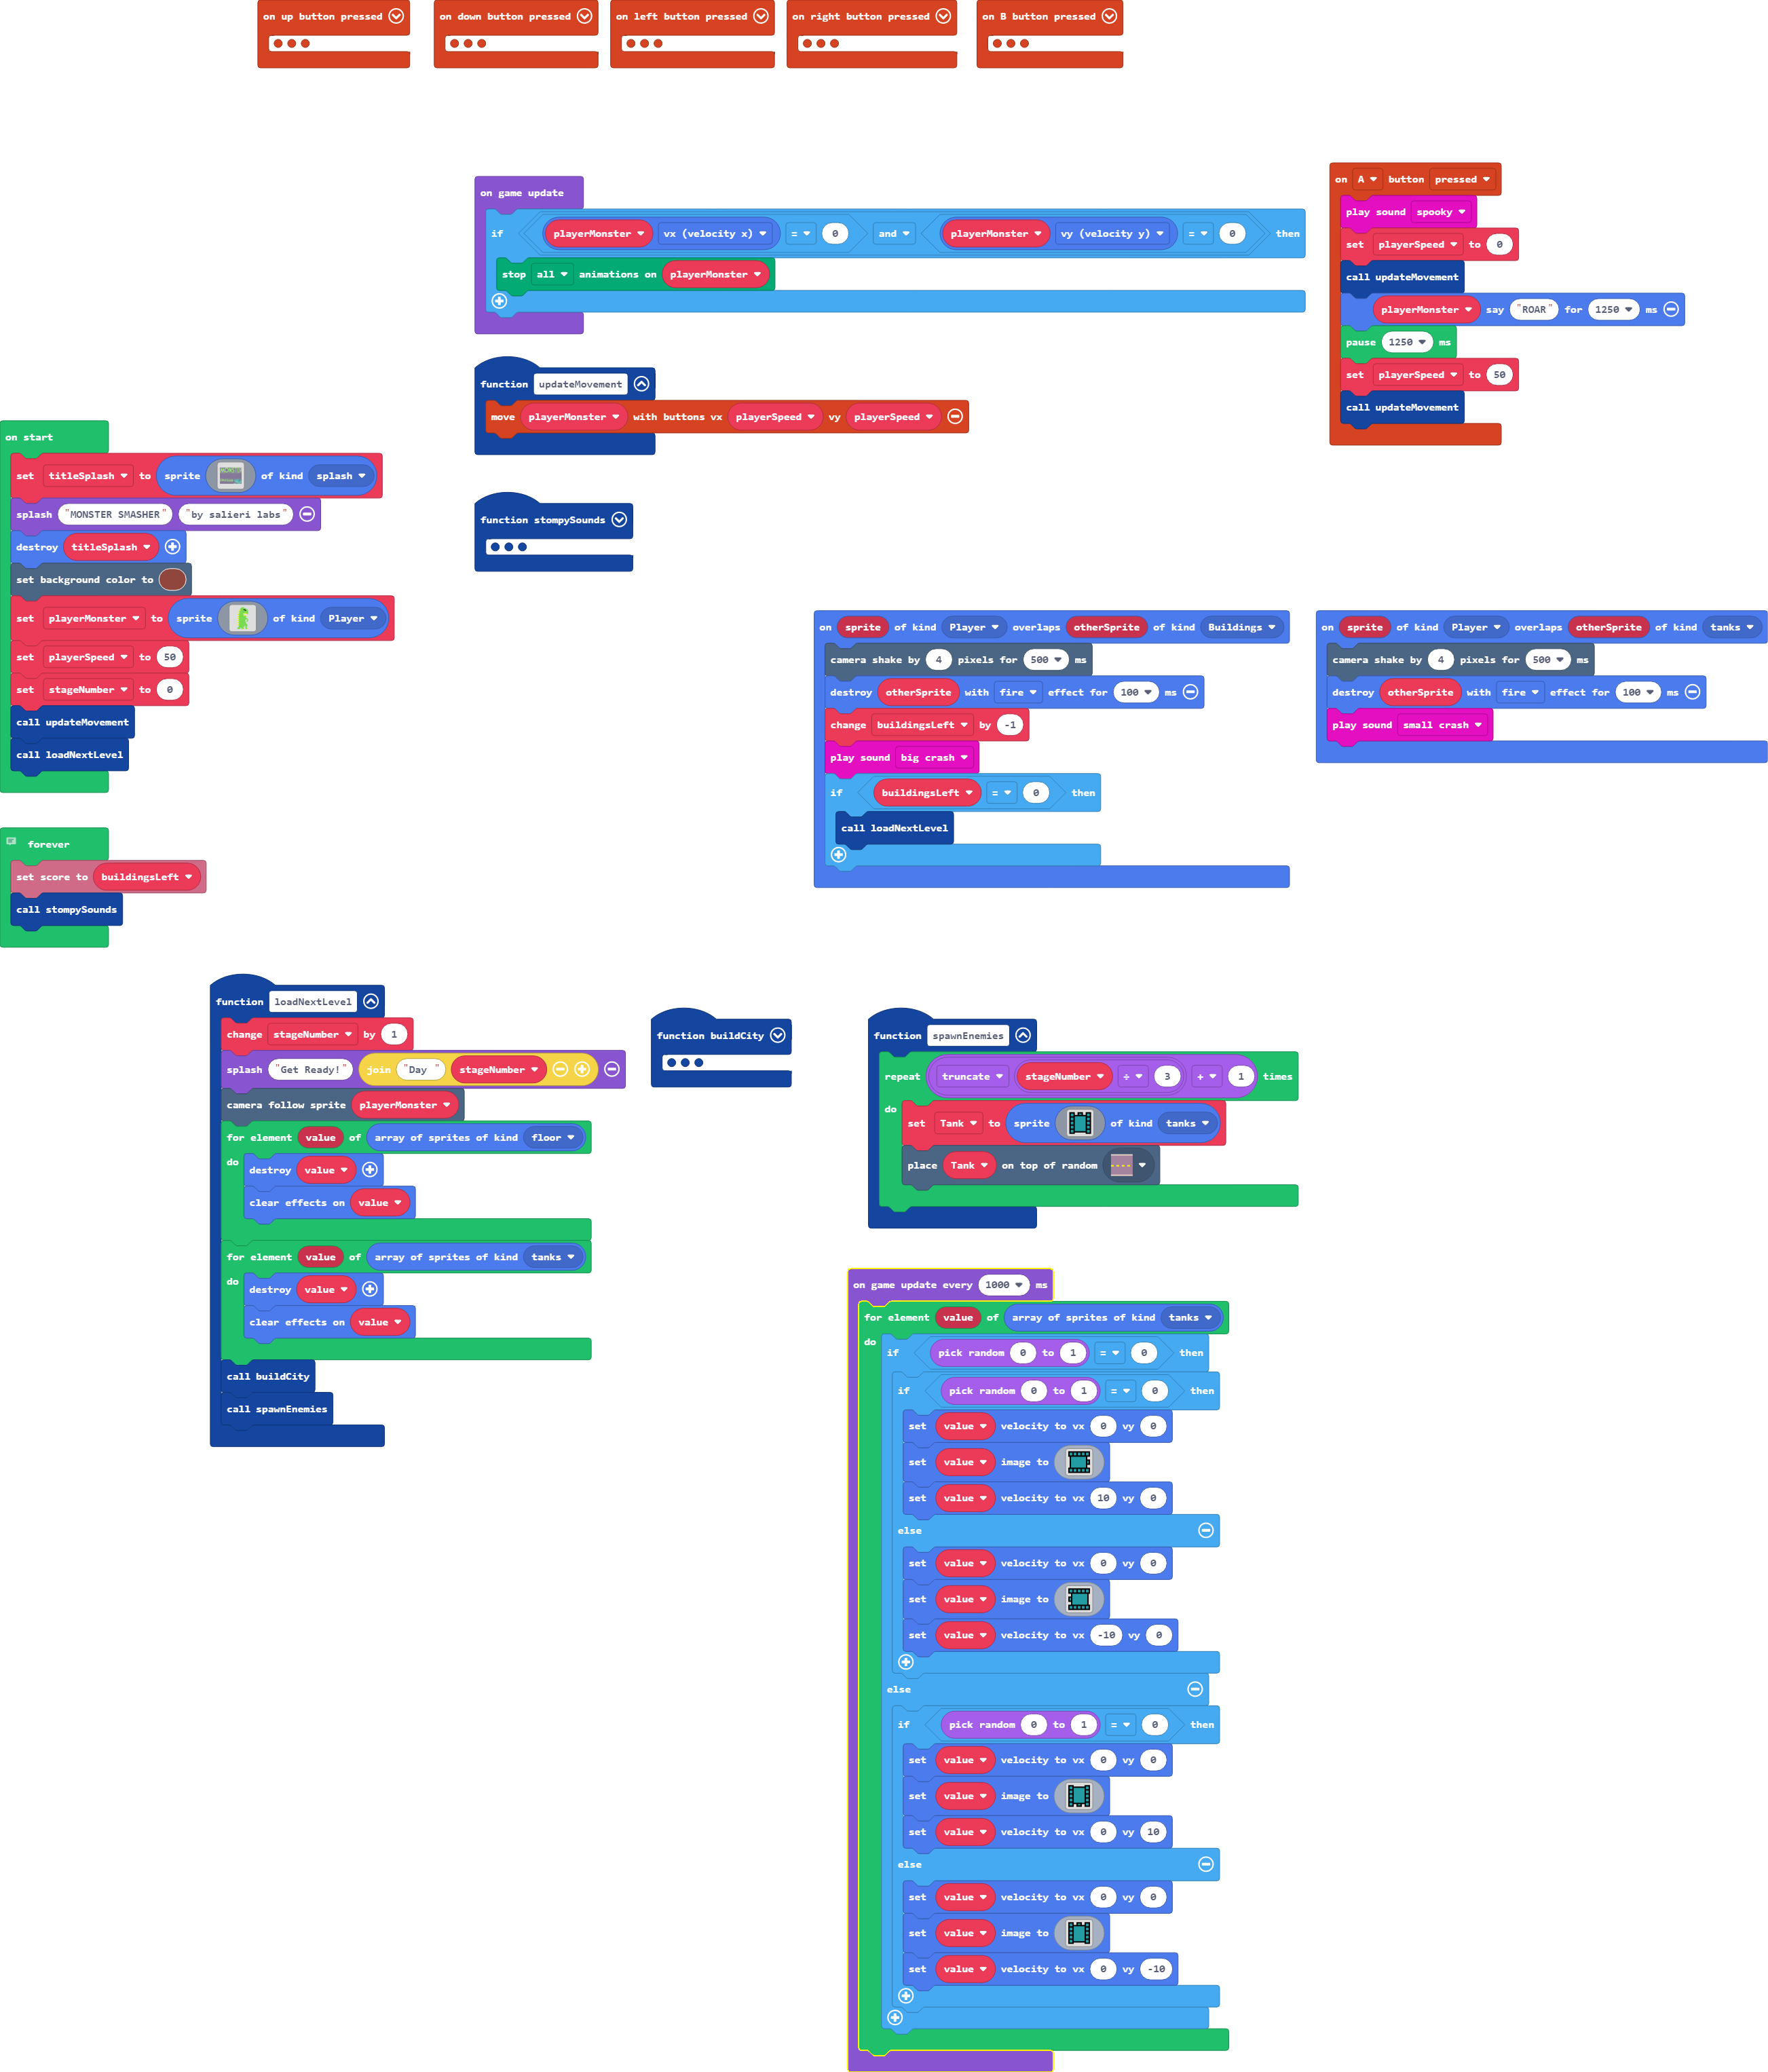 on up button pressed
on down button pressed
on left button pressed
on right button pressed
on B button pressed
on A button pressed
play sound spooky
set playerSpeed to 0
call updateMovement
playerMonster say "ROAR" for 1250 ms
pause 1250 ms
set playerSpeed to 50
call updateMovement
on game update
if playerMonster vx (velocity x) = 0 and playerMonster vy (velocity y) = 0 then
stop all animations on playerMonster
function updateMovement
move playerMonster with buttons vx playerSpeed vy playerSpeed
function stompySounds
on start
set titleSplash to sprite of kind splash
splash "MONSTER SMASHER" "by salieri labs"
destroy titleSplash
set background color to
set playerMonster to sprite of kind Player
set playerSpeed to 50
set stageNumber to 0
call updateMovement
call loadNextLevel
on sprite of kind Player overlaps otherSprite of kind Buildings
camera shake by 4 pixels for 500 ms
destroy otherSprite with fire effect for 100 ms
change buildingsLeft by -1
play sound big crash
if buildingsLeft = 0 then
call loadNextLevel
on sprite of kind Player overlaps otherSprite of kind tanks
camera shake by 4 pixels for 500 ms
destroy otherSprite with fire effect for 100 ms
play sound small crash
forever
set score to buildingsLeft
call stompySounds
function loadNextLevel
change stageNumber by 1
splash "Get Ready!" join "Day " stageNumber
camera follow sprite playerMonster
for element value of array of sprites of kind floor
do destroy value
clear effects on value
for element value of array of sprites of kind tanks
do destroy value
clear effects on value
call buildCity
call spawnEnemies
function buildCity
function spawnEnemies
repeat truncate stageNumber ÷ 3 + 1 times
do set Tank to sprite of kind tanks
place Tank on top of random
on game update every 1000 ms
for element value of array of sprites of kind tanks
do if pick random 0 to 1 = 0 then
if pick random 0 to 1 = 0 then
set value velocity to vx 0 vy 0
set value image to
set value velocity to vx 10 vy 0
else
set value velocity to vx 0 vy 0
set value image to
set value velocity to vx -10 vy 0
else
if pick random 0 to 1 = 0 then
set value velocity to vx 0 vy 0
set value image to
set value velocity to vx 0 vy 10
else
set value velocity to vx 0 vy 0
set value image to
set value velocity to vx 0 vy -10